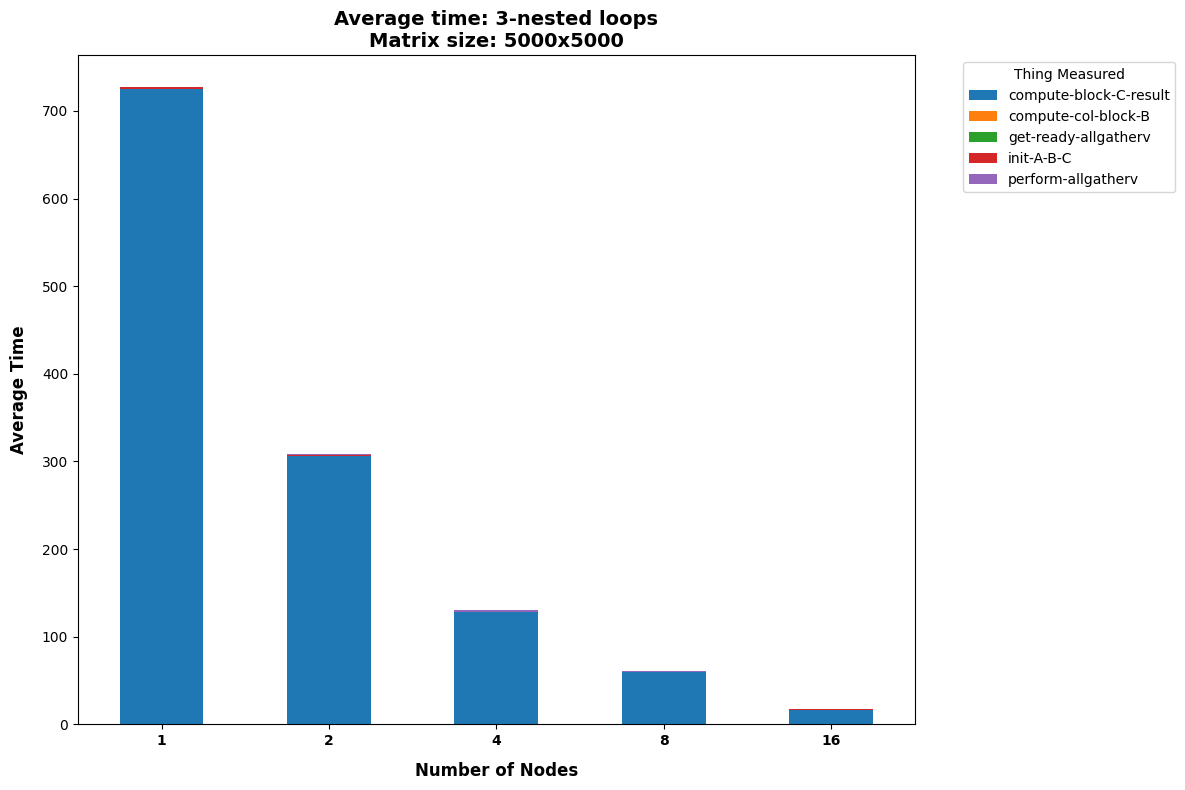 Average time: 3-nested loops
Matrix size: 5000x5000
Thing Measured
compute-block-C-result
compute-col-block-B
get-ready-allgatherv
init-A-B-C
perform-allgatherv
Average Time
700
600
500
400
300
200
100
0
1 2 4 8 16
Number of Nodes